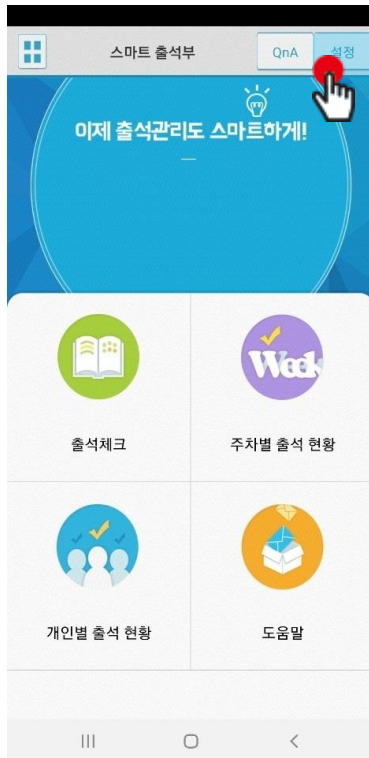 스마트 출석부
QnA
설정
이제 출석관리도 스마트하게!
Week
출석체크
주차별 출석 현황
개인별 출석 현황
도움말